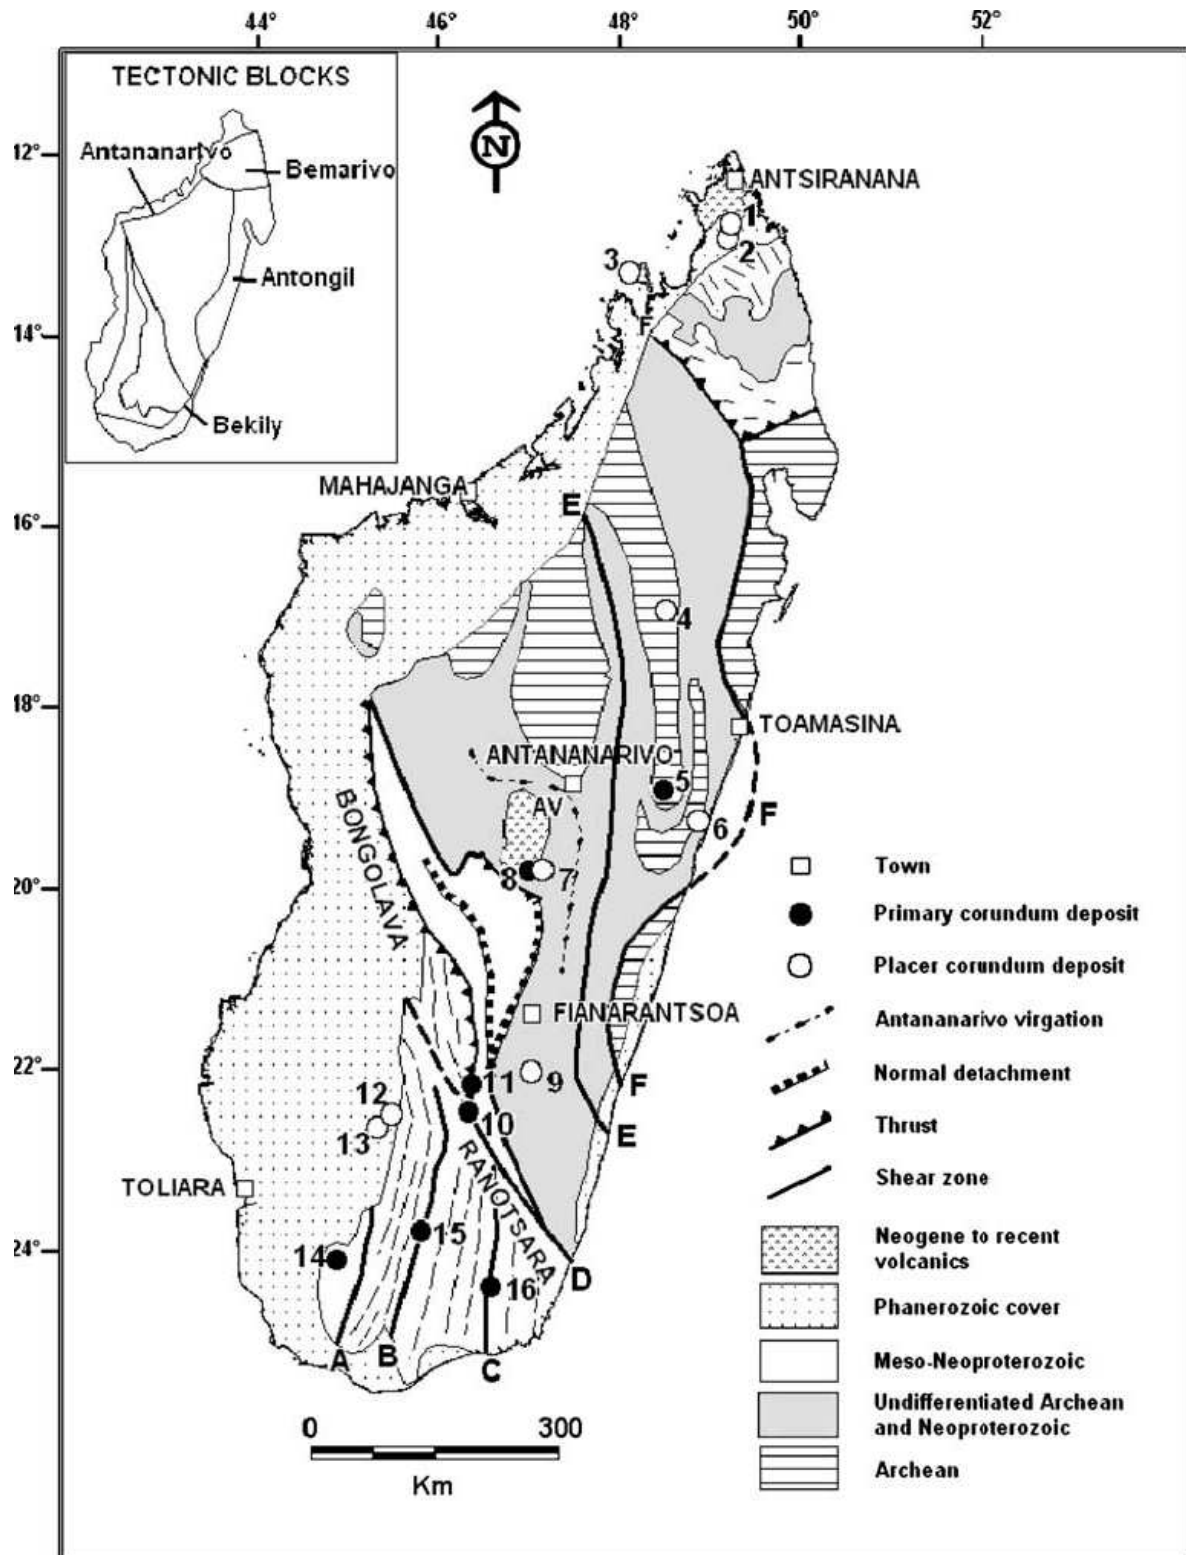 44° 46° 48° 50° 52°
TECTONIC BLOCKS
Antananarivo
Bemarivo
Antongil
Bekily
N
12°
14°
16°
18°
20°
22°
24°
ANTSIRANANA
1
2
3
F
MAHAJANGA
E
4
TOAMASINA
ANTANANARIVO
5
AV
6
F
BONGOLAVA
8 7
FIANARANTSOA
11 9
10
F
E
12
13
RANOTSARA
TOLIARA
14 15
16
D
A B C
0 300
Km
Town
Primary corundum deposit
Placer corundum deposit
Antananarivo virgation
Normal detachment
Thrust
Shear zone
Neogene to recent
volcanics
Phanerozoic cover
Meso-Neoproterozoic
Undifferentiated Archean
and Neoproterozoic
Archean